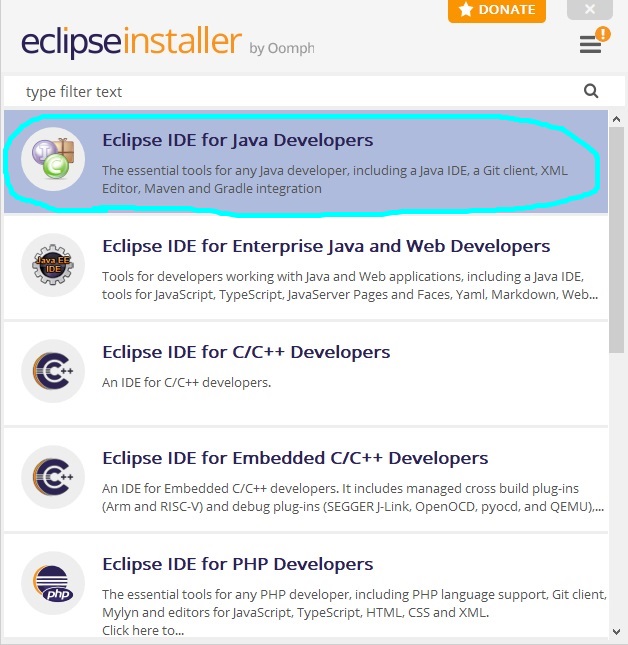 DONATE
eclipseinstaller by Oomph
type filter text
Eclipse IDE for Java Developers
The essential tools for any Java developer, including a Java IDE, a Git client, XML
Editor, Maven and Gradle integration
Java EE
IDE
Eclipse IDE for Enterprise Java and Web Developers
Tools for developers working with Java and Web applications, including a Java IDE,
tools for JavaScript, TypeScript, JavaServer Pages and Faces, Yaml, Markdown, Web...
C++
Eclipse IDE for C/C++ Developers
An IDE for C/C++ developers.
C++
Eclipse IDE for Embedded C/C++ Developers
An IDE for Embedded C/C++ developers. It includes managed cross build plug-ins
(Arm and RISC-V) and debug plug-ins (SEGGER J-Link, OpenOCD, pyocd, and QEMU),...
php
Eclipse IDE for PHP Developers
The essential tools for any PHP developer, including PHP language support, Git client,
Mylyn and editors for JavaScript, TypeScript, HTML, CSS and XML.
Click here to...